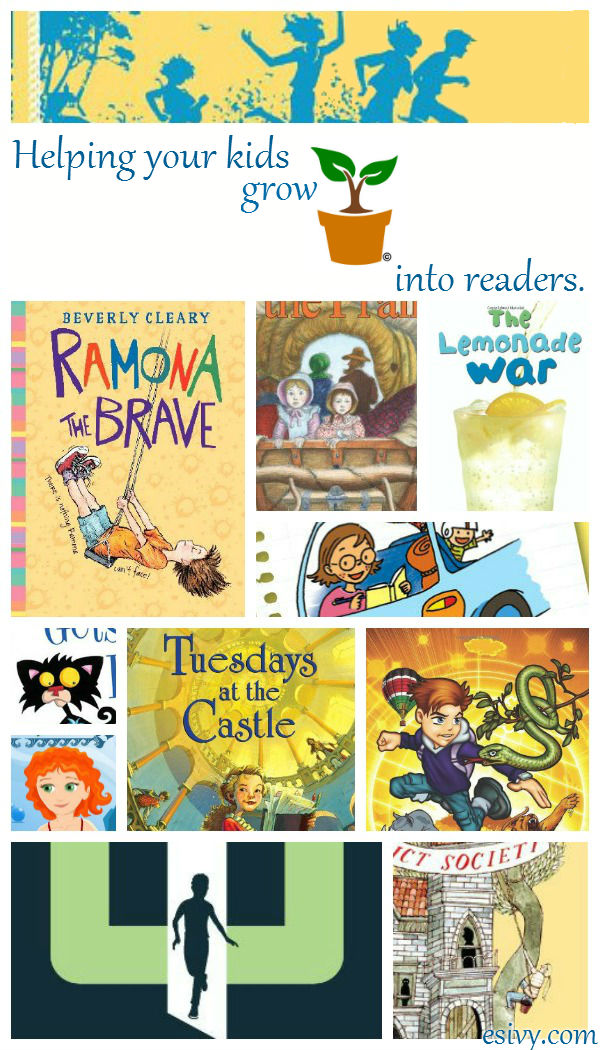 Helping your kids
grow
©
into readers.
BEVERLY CLEARY
RAMONA
THE BRAVE
There is nothing Ramona
can't face!
The
Lemonade
war
Tuesdays
at the
Castle
SOCIETY
esivy.com